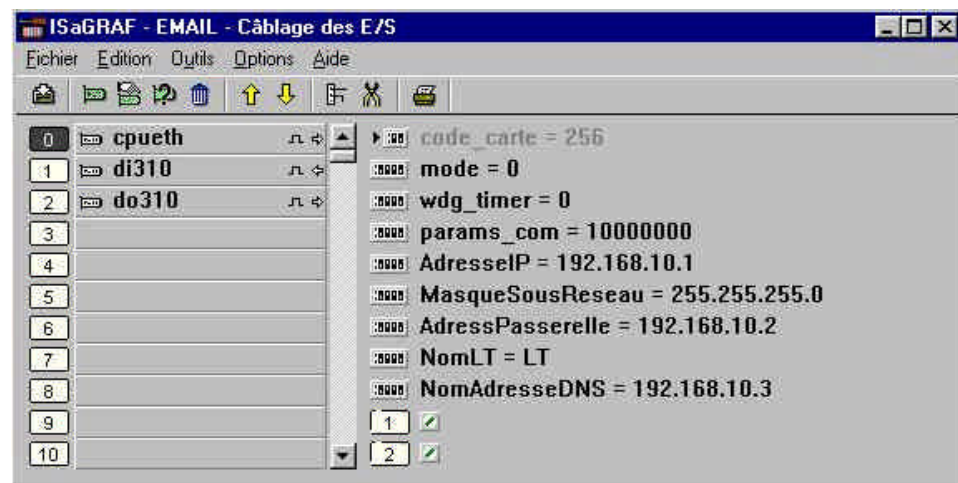 ISaGRAF - EMAIL - Câblage des E/S
Fichier Edition Outils Options Aide
0 cpueth
1 di310
2 do310
3
4
5
6
7
8
9
10
code_carte = 256
mode = 0
wdg_timer = 0
params_com = 10000000
AdresseIP = 192.168.10.1
MasqueSousReseau = 255.255.255.0
AdressPasserelle = 192.168.10.2
NomLT = LT
NomAdresseDNS = 192.168.10.3
1
2